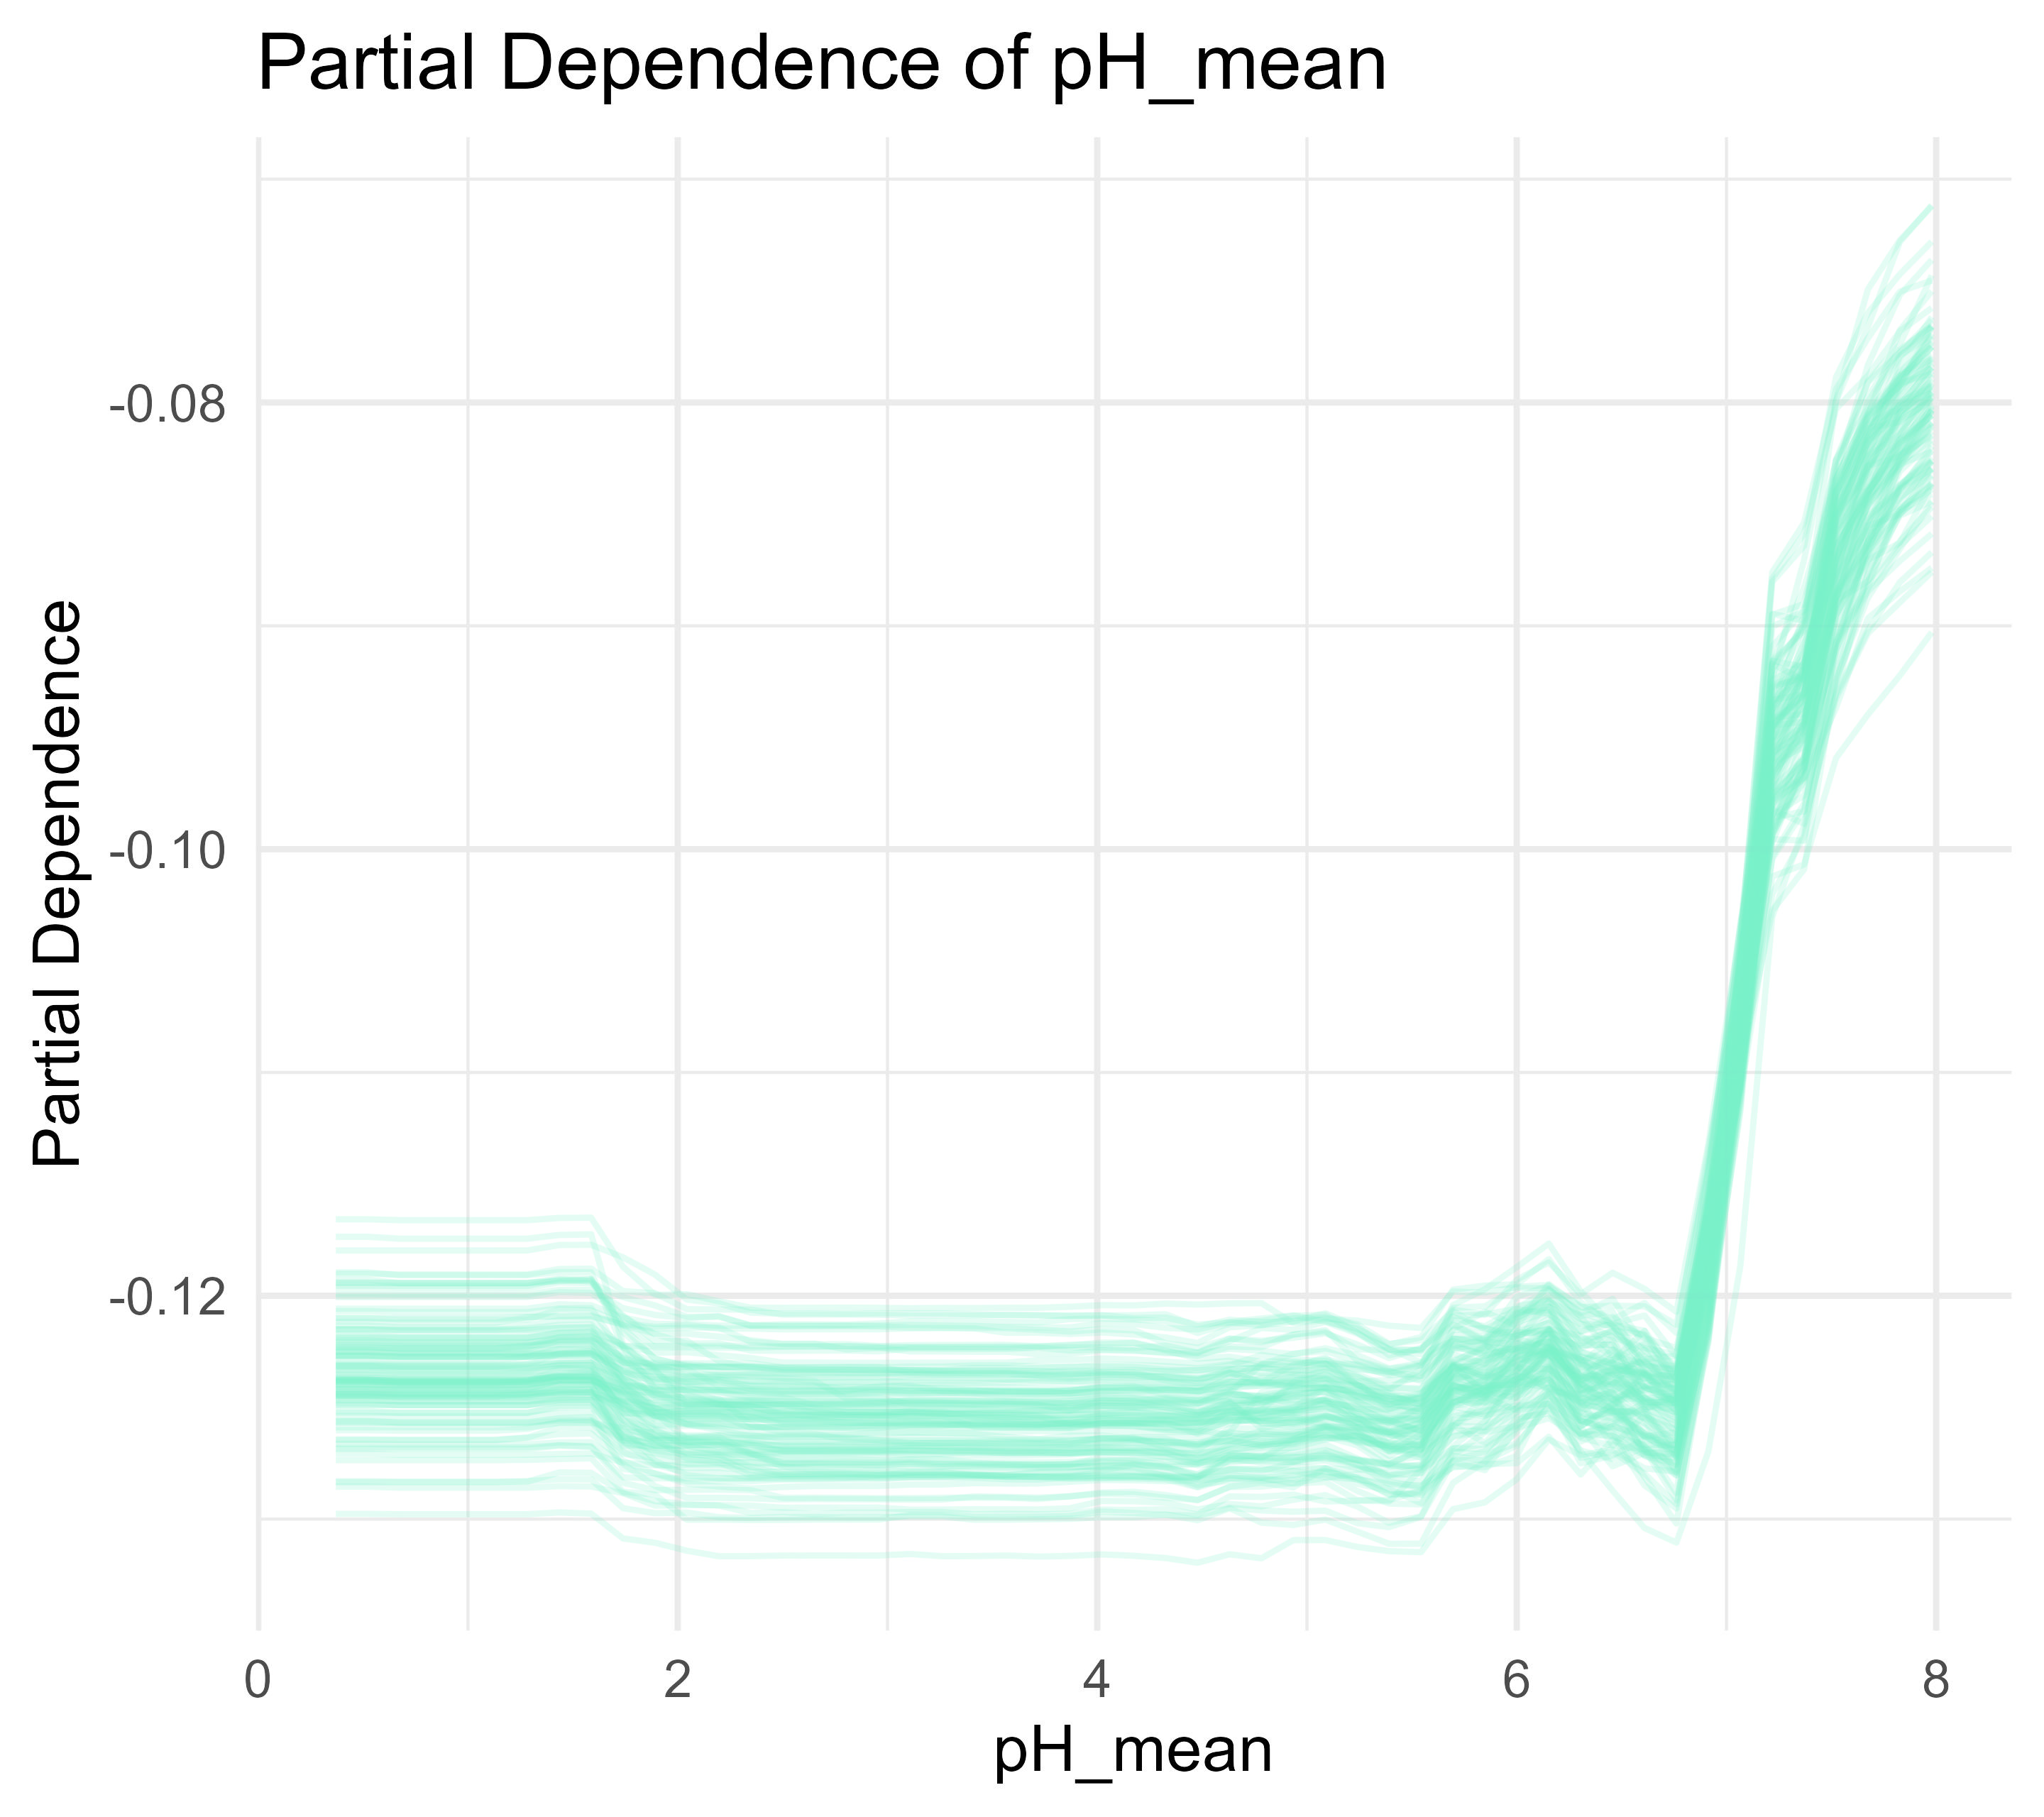 Partial Dependence of pH_mean
Partial Dependence
-0.08
-0.10
-0.12
0 2 4 6 8
pH_mean